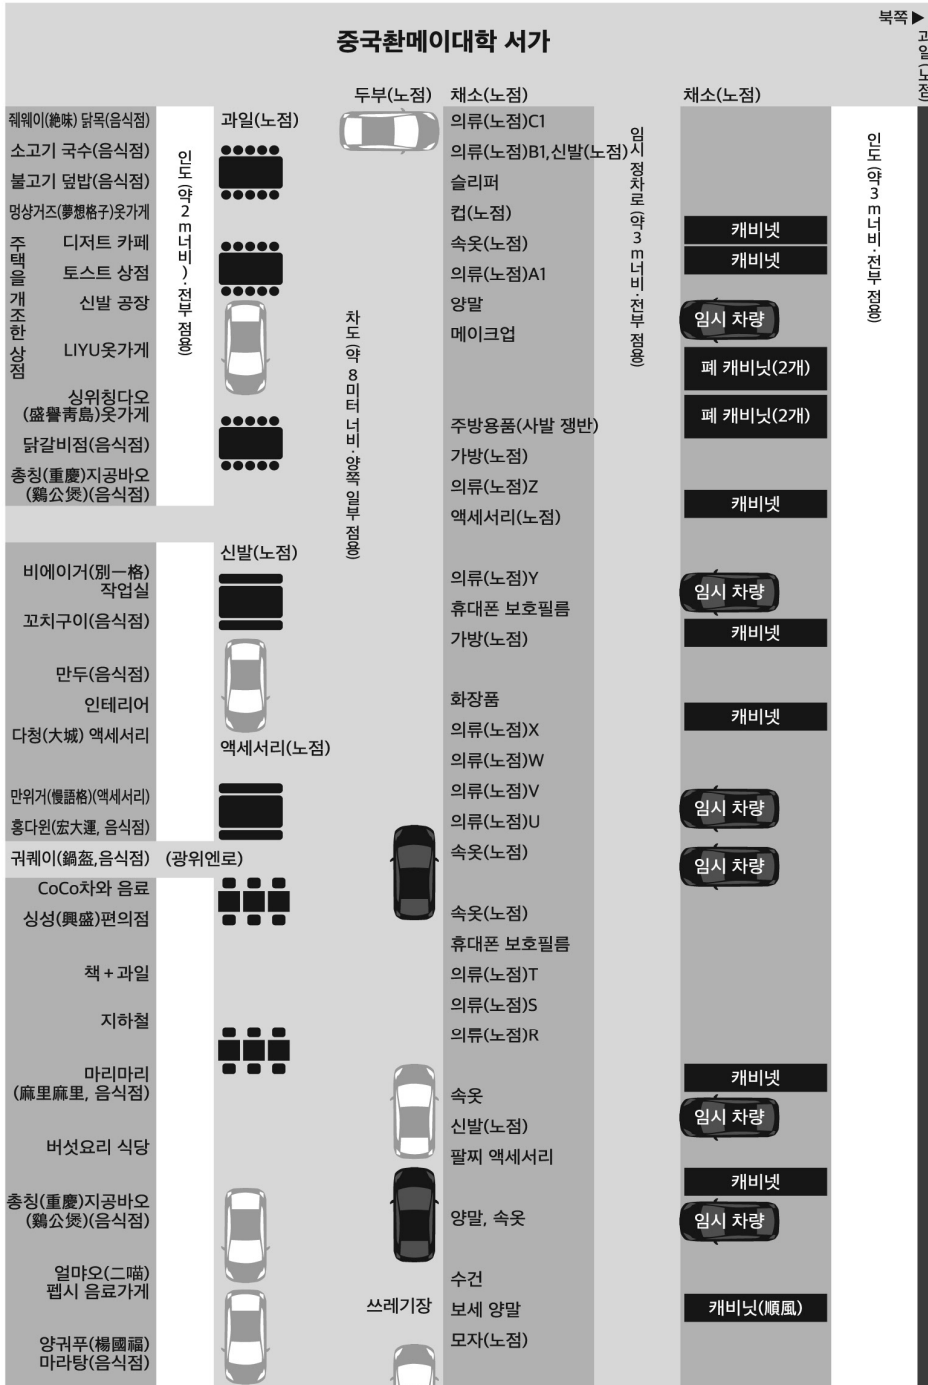 북쪽 ▶
과일(노점)
중국촨메이대학 서가
두부(노점)
채소(노점)
채소(노점)
줴웨이(絶味) 닭목(음식점)
소고기 국수(음식점)
불고기 덮밥(음식점)
멍샹거즈(夢想格子)옷가게
주택을 개조한 상점
디저트 카페
토스트 상점
신발 공장
LIYU옷가게
싱위칭다오
(盛譽靑島)옷가게
닭갈비점(음식점)
총칭(重慶)지공바오
(鷄公煲)(음식점)
비에이거(別一格)
작업실
꼬치구이(음식점)
만두(음식점)
인테리어
다청(大城) 액세서리
만위거(慢語格)(액세서리)
홍다윈(宏大運, 음식점)
궈퀘이(鍋盔,음식점)
(광위엔로)
CoCo차와 음료
싱성(興盛)편의점
책+과일
지하철
마리마리
(麻里麻里, 음식점)
버섯요리 식당
총칭(重慶)지공바오
(鷄公煲)(음식점)
얼먀오(二喵)
펩시 음료가게
양궈푸(楊國福)
마라탕(음식점)
인도(약2m너비)·전부 점용)
과일(노점)
신발(노점)
액세서리(노점)
차도(약 8미터 너비·양쪽 일부 점용)
쓰레기장
의류(노점)C1
의류(노점)B1,신발(노점)
슬리퍼
컵(노점)
속옷(노점)
의류(노점)A1
양말
메이크업
주방용품(사발 쟁반)
가방(노점)
의류(노점)Z
액세서리(노점)
의류(노점)Y
휴대폰 보호필름
가방(노점)
화장품
의류(노점)X
의류(노점)W
의류(노점)V
의류(노점)U
속옷(노점)
속옷(노점)
휴대폰 보호필름
의류(노점)T
의류(노점)S
의류(노점)R
속옷
신발(노점)
팔찌 액세서리
양말, 속옷
수건
보세 양말
모자(노점)
임시 정차로(약3m너비·전부 점용)
캐비넷
캐비넷
임시 차량
폐 캐비닛(2개)
폐 캐비닛(2개)
캐비넷
임시 차량
캐비넷
캐비넷
임시 차량
임시 차량
캐비넷
임시 차량
캐비넷
임시 차량
캐비닛(順風)
인도(약3m너비·전부 점용)